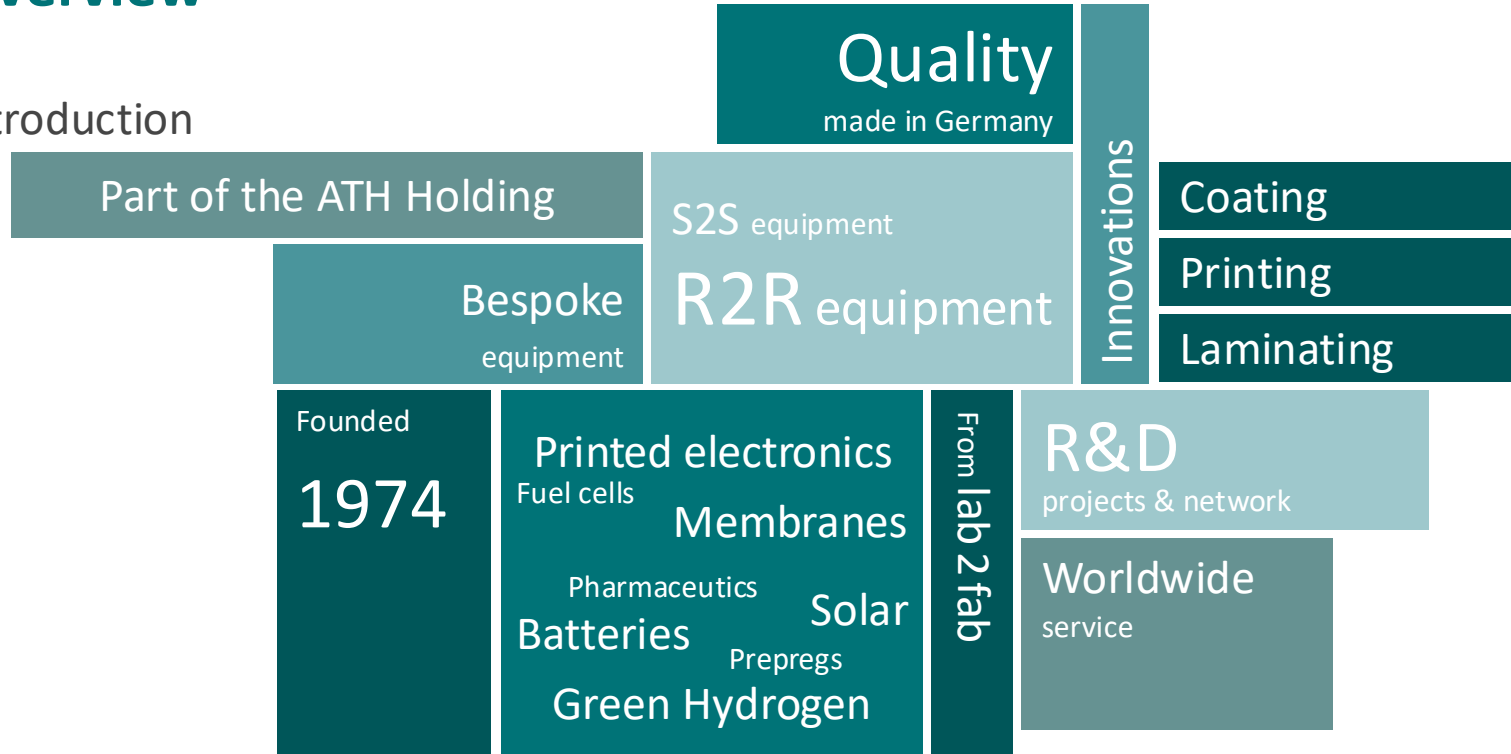 verview
troduction
Quality
made in Germany
Innovations
Part of the ATH Holding
S2S equipment
R2R equipment
Bespoke
equipment
Coating
Printing
Laminating
Founded
1974
Printed electronics
Fuel cells
Membranes
Pharmaceutics
Solar
Batteries
Prepregs
Green Hydrogen
From lab 2 fab
R&D
projects & network
Worldwide
service